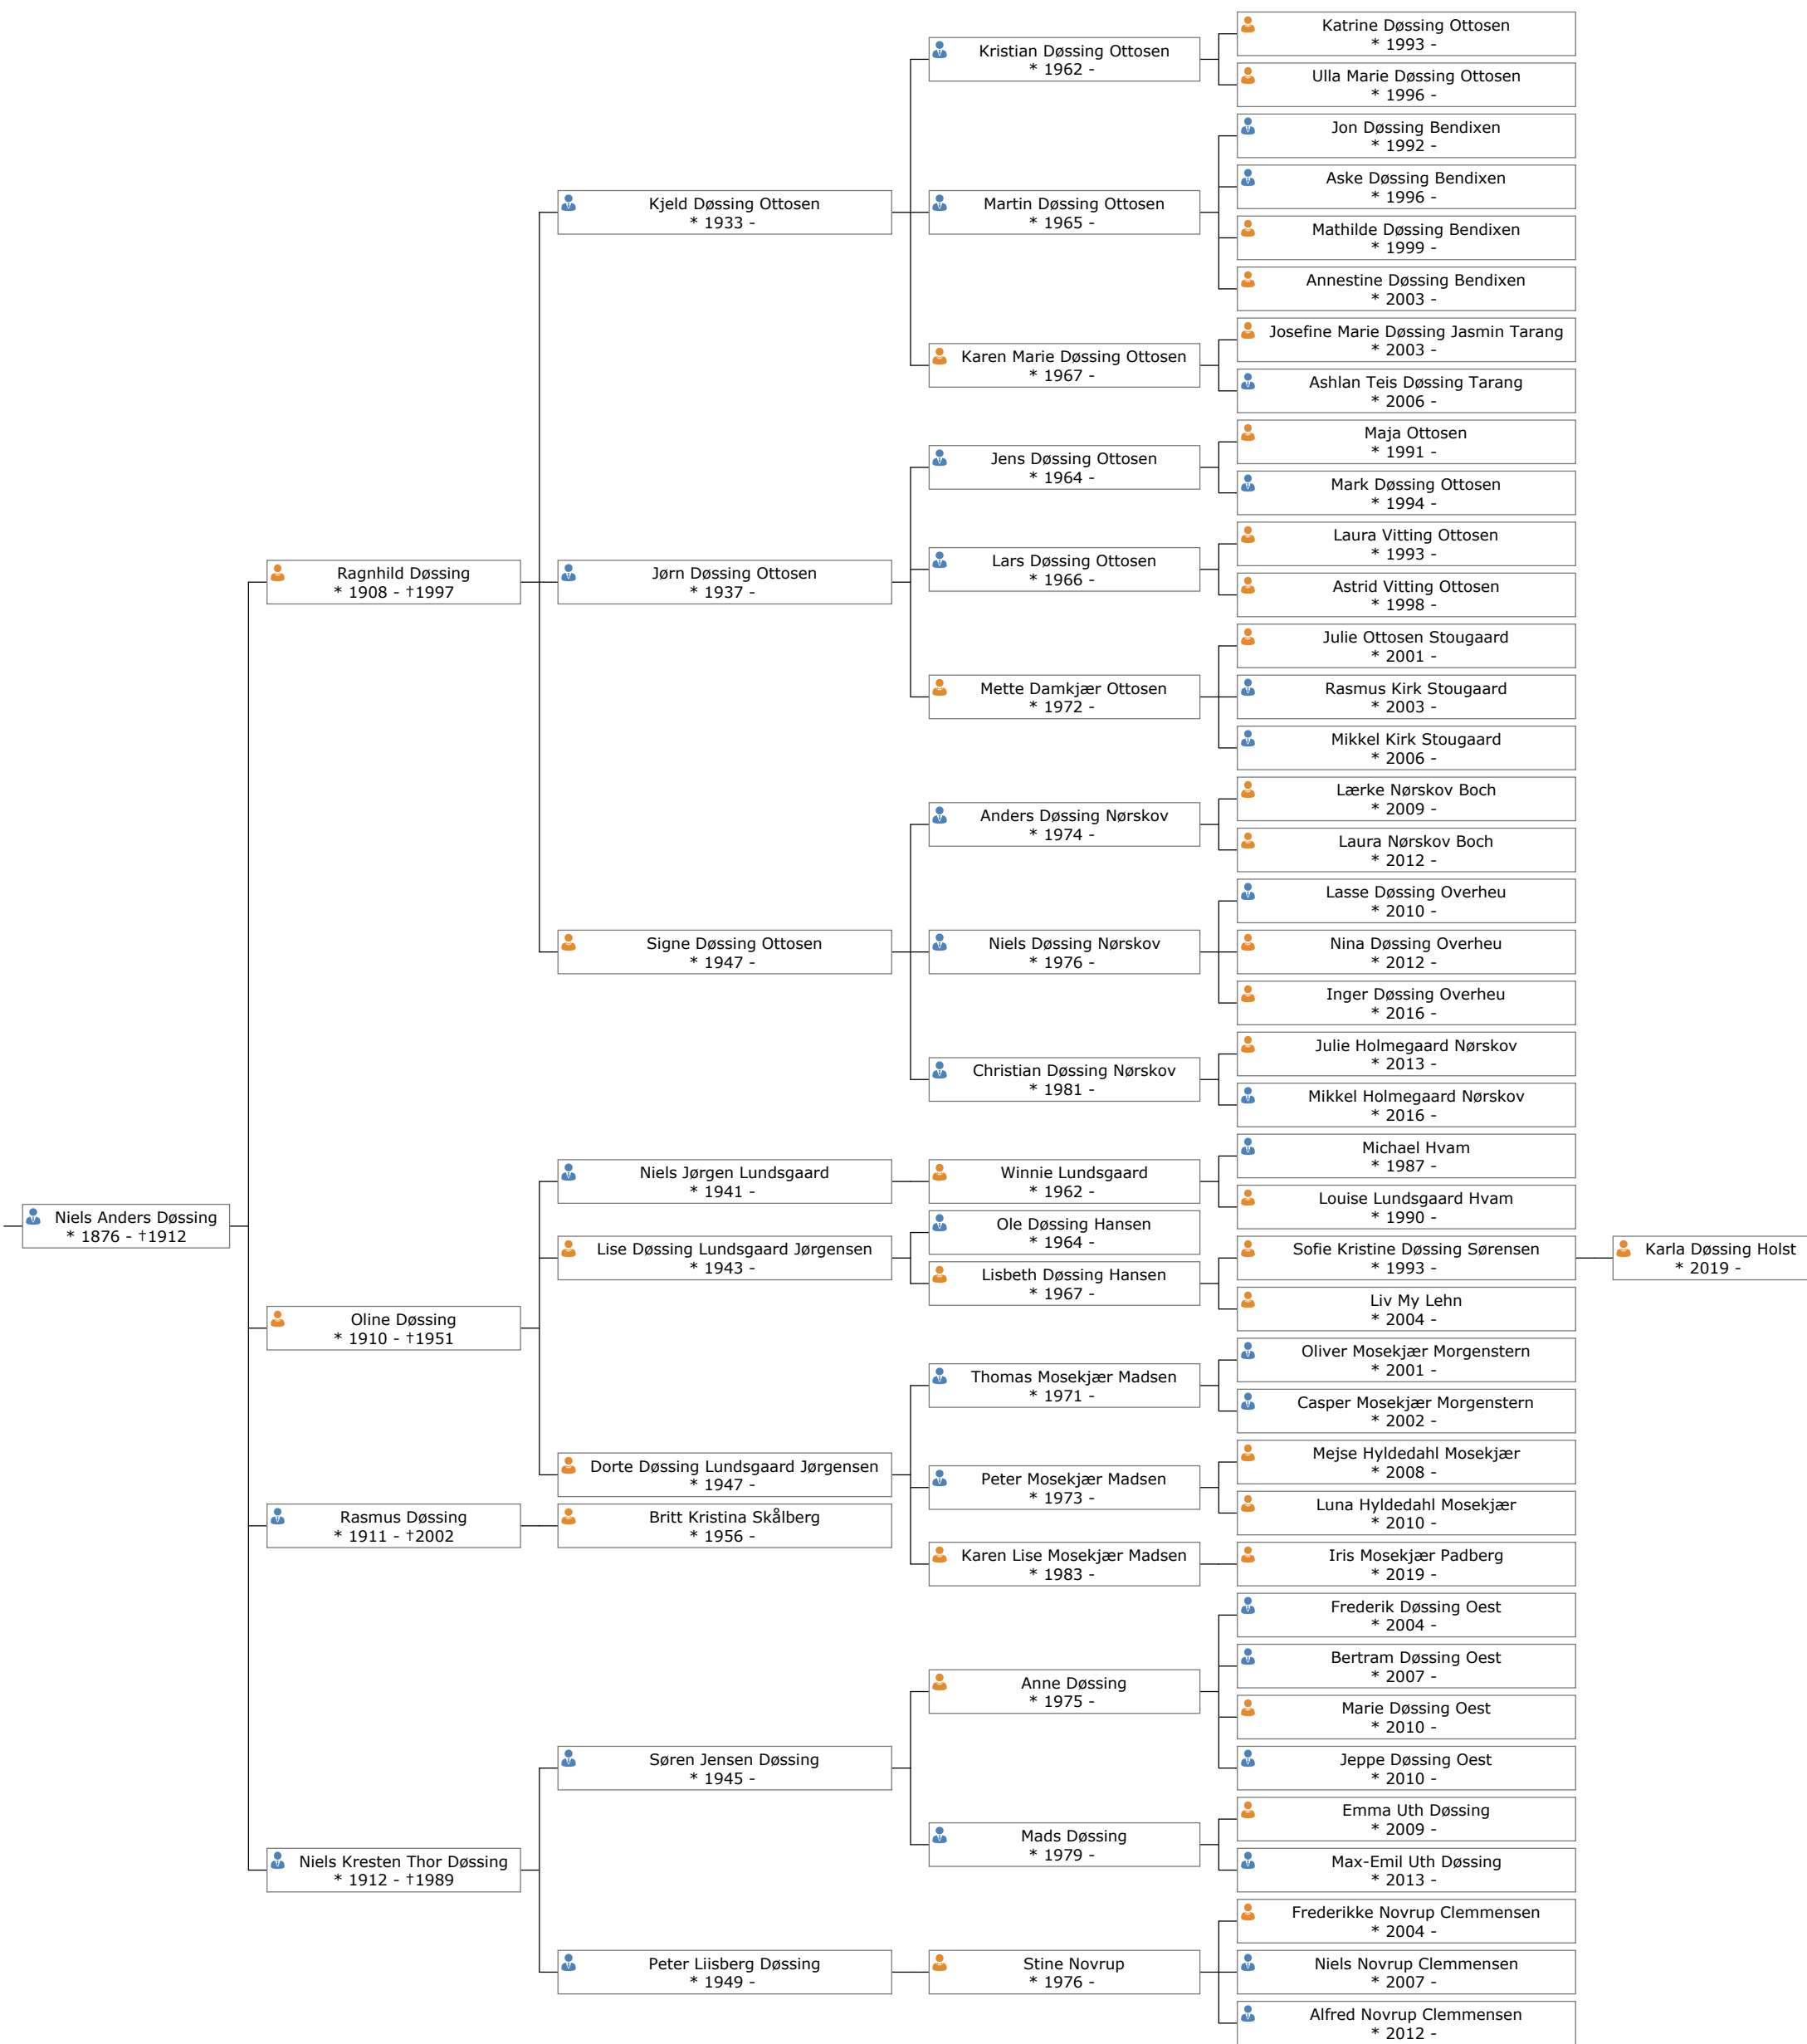 Katrine Døssing Ottosen
* 1993 -
Kristian Døssing Ottosen
* 1962 -
Ulla Marie Døssing Ottosen
* 1996 -
Jon Døssing Bendixen
* 1992 -
Aske Døssing Bendixen
* 1996 -
Kjeld Døssing Ottosen
* 1933 -
Martin Døssing Ottosen
* 1965 -
Mathilde Døssing Bendixen
* 1999 -
Annestine Døssing Bendixen
* 2003 -
Josefine Marie Døssing Jasmin Tarang
* 2003 -
Karen Marie Døssing Ottosen
* 1967 -
Ashlan Teis Døssing Tarang
* 2006 -
Maja Ottosen
* 1991 -
Jens Døssing Ottosen
* 1964 -
Mark Døssing Ottosen
* 1994 -
Laura Vitting Ottosen
* 1993 -
Ragnhild Døssing
* 1908 - †1997
Jørn Døssing Ottosen
* 1937 -
Lars Døssing Ottosen
* 1966 -
Astrid Vitting Ottosen
* 1998 -
Julie Ottosen Stougaard
* 2001 -
Mette Damkjær Ottosen
* 1972 -
Rasmus Kirk Stougaard
* 2003 -
Mikkel Kirk Stougaard
* 2006 -
Lærke Nørskov Boch
* 2009 -
Anders Døssing Nørskov
* 1974 -
Laura Nørskov Boch
* 2012 -
Lasse Døssing Overheu
* 2010 -
Signe Døssing Ottosen
* 1947 -
Niels Døssing Nørskov
* 1976 -
Nina Døssing Overheu
* 2012 -
Inger Døssing Overheu
* 2016 -
Julie Holmegaard Nørskov
* 2013 -
Christian Døssing Nørskov
* 1981 -
Mikkel Holmegaard Nørskov
* 2016 -
Michael Hvam
* 1987 -
Niels Jørgen Lundsgaard
* 1941 -
Winnie Lundsgaard
* 1962 -
Louise Lundsgaard Hvam
* 1990 -
Niels Anders Døssing
* 1876 - †1912
Ole Døssing Hansen
* 1964 -
Lise Døssing Lundsgaard Jørgensen
* 1943 -
Sofie Kristine Døssing Sørensen
* 1993 -
Karla Døssing Holst
* 2019 -
Lisbeth Døssing Hansen
* 1967 -
Liv My Lehn
* 2004 -
Oline Døssing
* 1910 - †1951
Oliver Mosekjær Morgenstern
* 2001 -
Thomas Mosekjær Madsen
* 1971 -
Casper Mosekjær Morgenstern
* 2002 -
Mejse Hyldedahl Mosekjær
* 2008 -
Dorte Døssing Lundsgaard Jørgensen
* 1947 -
Peter Mosekjær Madsen
* 1973 -
Luna Hyldedahl Mosekjær
* 2010 -
Rasmus Døssing
* 1911 - †2002
Britt Kristina Skålberg
* 1956 -
Karen Lise Mosekjær Madsen
* 1983 -
Iris Mosekjær Padberg
* 2019 -
Frederik Døssing Oest
* 2004 -
Bertram Døssing Oest
* 2007 -
Anne Døssing
* 1975 -
Marie Døssing Oest
* 2010 -
Søren Jensen Døssing
* 1945 -
Jeppe Døssing Oest
* 2010 -
Emma Uth Døssing
* 2009 -
Mads Døssing
* 1979 -
Niels Kresten Thor Døssing
* 1912 - †1989
Max-Emil Uth Døssing
* 2013 -
Frederikke Novrup Clemmensen
* 2004 -
Peter Liisberg Døssing
* 1949 -
Stine Novrup
* 1976 -
Niels Novrup Clemmensen
* 2007 -
Alfred Novrup Clemmensen
* 2012 -